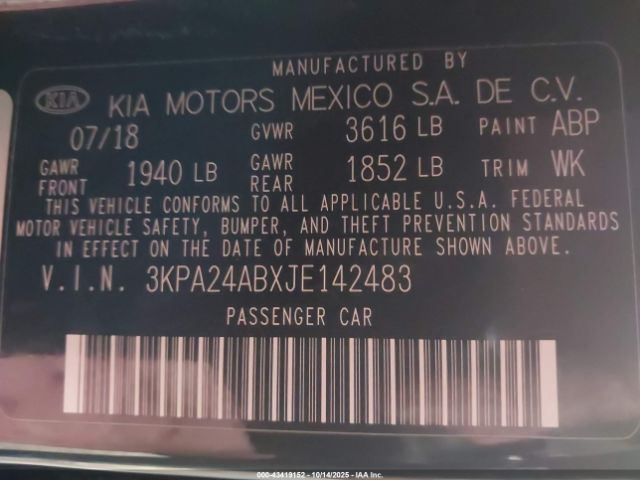 MANUFACTURED BY
KIA KIA MOTORS MEXICO S.A. DE C.V.
07/18 GVWR 3616 LB PAINT ABP
GAWR FRONT 1940 LB GAWR REAR 1852 LB TRIM WK
THIS VEHICLE CONFORMS TO ALL APPLICABLE U.S.A. FEDERAL
MOTOR VEHICLE SAFETY, BUMPER, AND THEFT PREVENTION STANDARDS
IN EFFECT ON THE DATE OF MANUFACTURE SHOWN ABOVE.
V.I.N. 3KPA24ABXJE142483
PASSENGER CAR
000-43419152 - 10/14/2025 - IAA Inc.